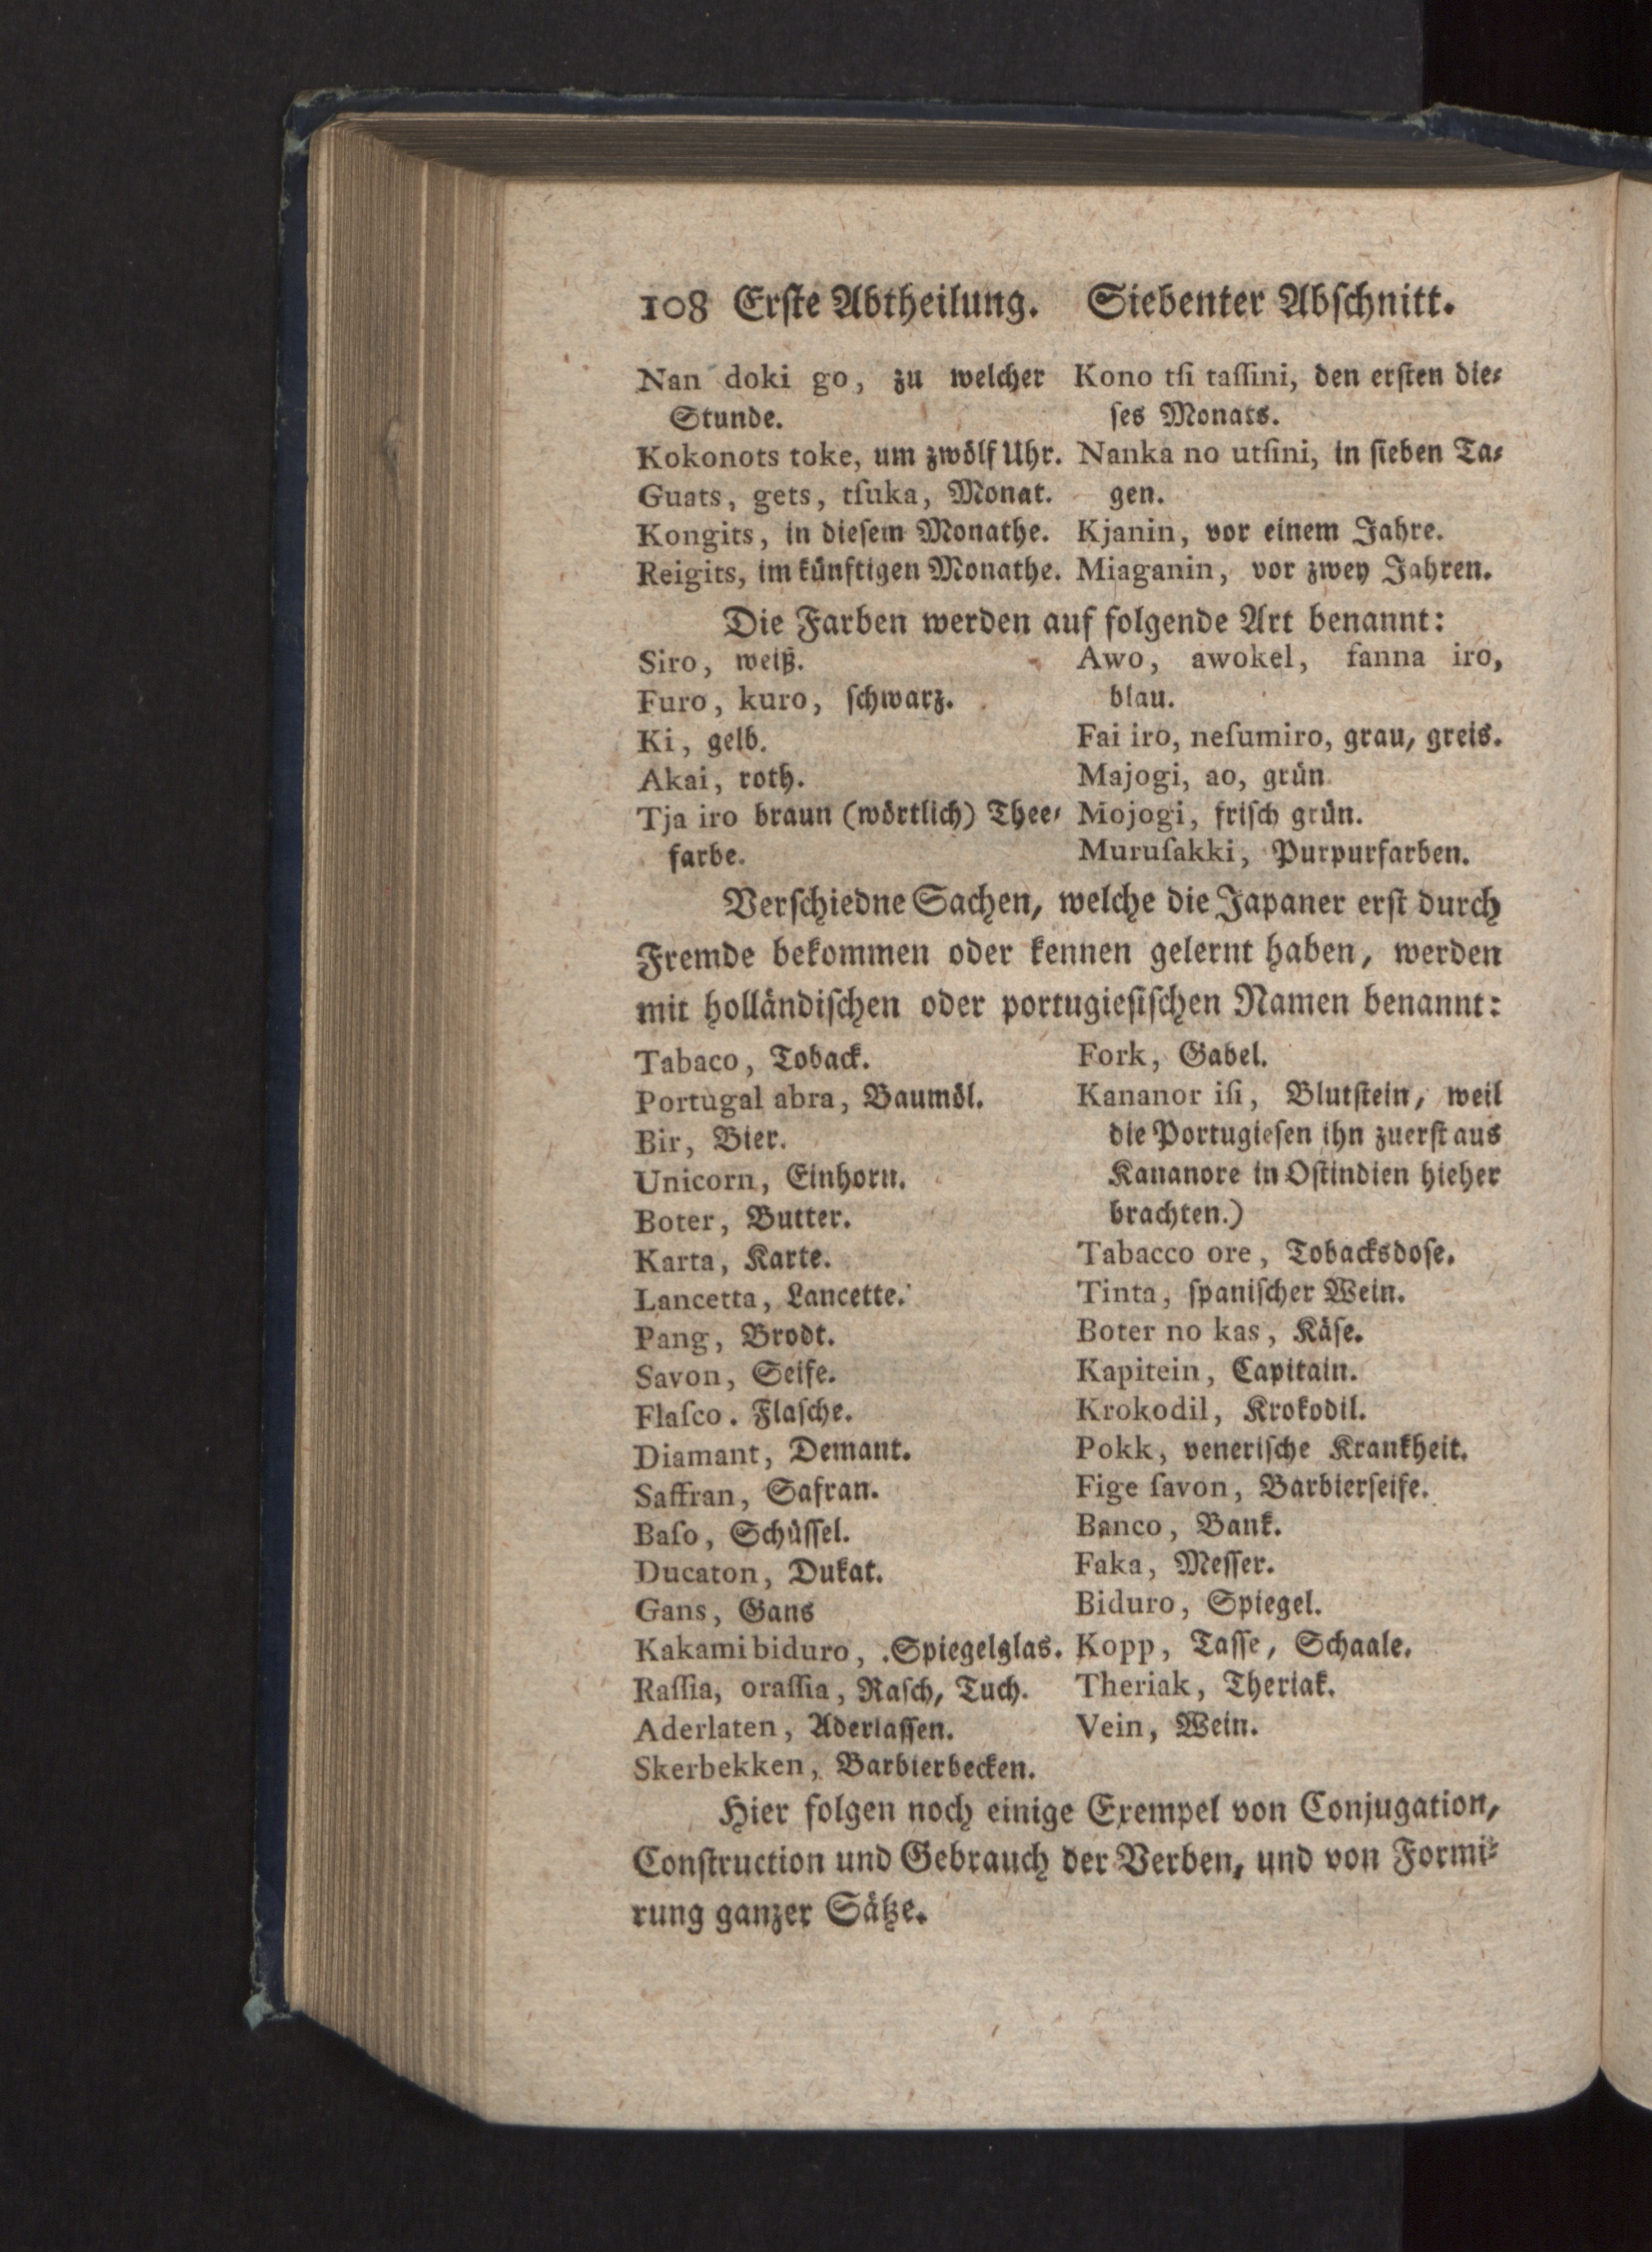 108 Erſte Abtheilung. Siebenter Abſchnitt.
Nan doki go, zu welcher
Stunde.
Kokonots toke, um zwölf Uhr.
Guats, gets, tſuka, Monat.
Kongits, in dieſem Monathe.
Reigits, im künftigen Monathe.
Kono tſi taſſini, den erſten die-
ſes Monats.
Nanka no utſini, in ſieben Ta-
gen.
Kjanin, vor einem Jahre.
Miaganin, vor zwey Jahren.
Die Farben werden auf folgende Art benannt:
Siro, weiß.
Furo, kuro, ſchwarz.
Ki, gelb.
Akai, roth.
Tja iro braun (wörtlich) Thee-
farbe.
Awo, awokel, ſanna iro,
blau.
Fai iro, neſumiro, grau, greis.
Majogi, ao, grün
Mojogi, friſch grün.
Muruſakki, Purpurfarben.
Verſchiedne Sachen, welche die Japaner erſt durch
Fremde bekommen oder kennen gelernt haben, werden
mit holländiſchen oder portugieſiſchen Namen benannt:
Tabaco, Toback.
Portugal abra, Baumöl.
Bir, Bier.
Unicorn, Einhorn.
Boter, Butter.
Karta, Karte.
Lancetta, Lancette.
Pang, Brodt.
Savon, Seife.
Flaſco. Flaſche.
Diamant, Demant.
Saffran, Safran.
Baſo, Schüſſel.
Ducaton, Dukat.
Gans, Gans
Kakami biduro, .Spiegelglas.
Raſſia, oraſſia, Raſch, Tuch.
Aderlaten, Aderlaſſen.
Skerbekken, Barbierbecken.
Fork, Gabel.
Kananor iſi, Blutſtein, weil
die Portugieſen ihn zuerſt aus
Kananore in Oſtindien hieher
brachten.)
Tabacco ore, Tobacksdoſe.
Tinta, ſpaniſcher Wein.
Boter no kas, Käſe.
Kapitein, Capitain.
Krokodil, Krokodil.
Pokk, veneriſche Krankheit.
Fige ſavon, Barbierſeife.
Banco, Bank.
Faka, Meſſer.
Biduro, Spiegel.
Kopp, Taſſe, Schaale.
Theriak, Theriak.
Vein, Wein.
Hier folgen noch einige Exempel von Conjugation,
Conſtruction und Gebrauch der Verben, und von Formi-
rung ganzer Sätze.